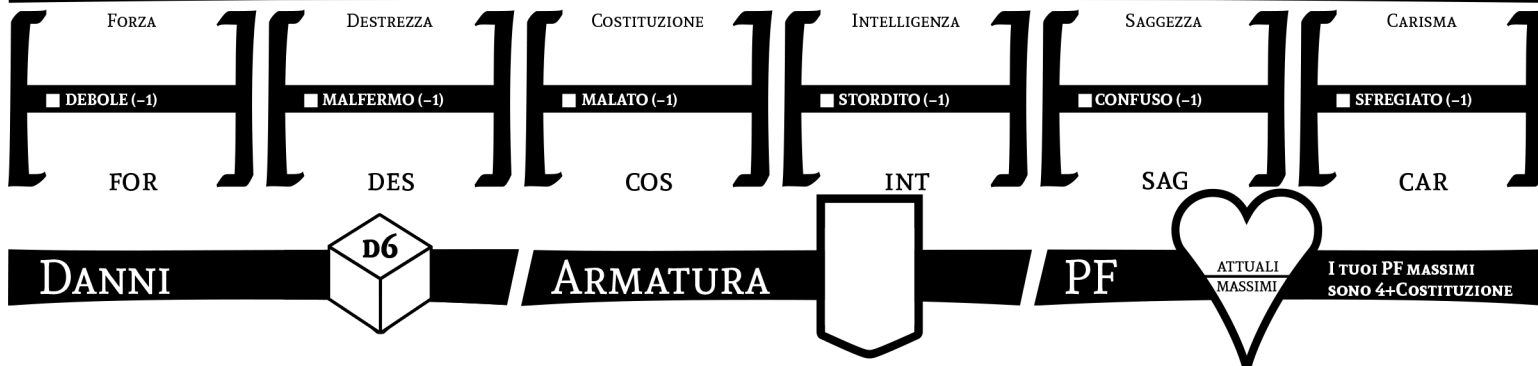 Forza Destrezza Costituzione Intelligenza Saggezza Carisma
DEBOLE (–1) MALFERMO (–1) MALATO (–1) STORDITO (–1) CONFUSO (–1) SFREGIATO (–1)
FOR DES COS INT SAG CAR
D6
Danni Armatura PF
ATTUALI
MASSIMI
I tuoi PF massimi
sono 4+Costituzione